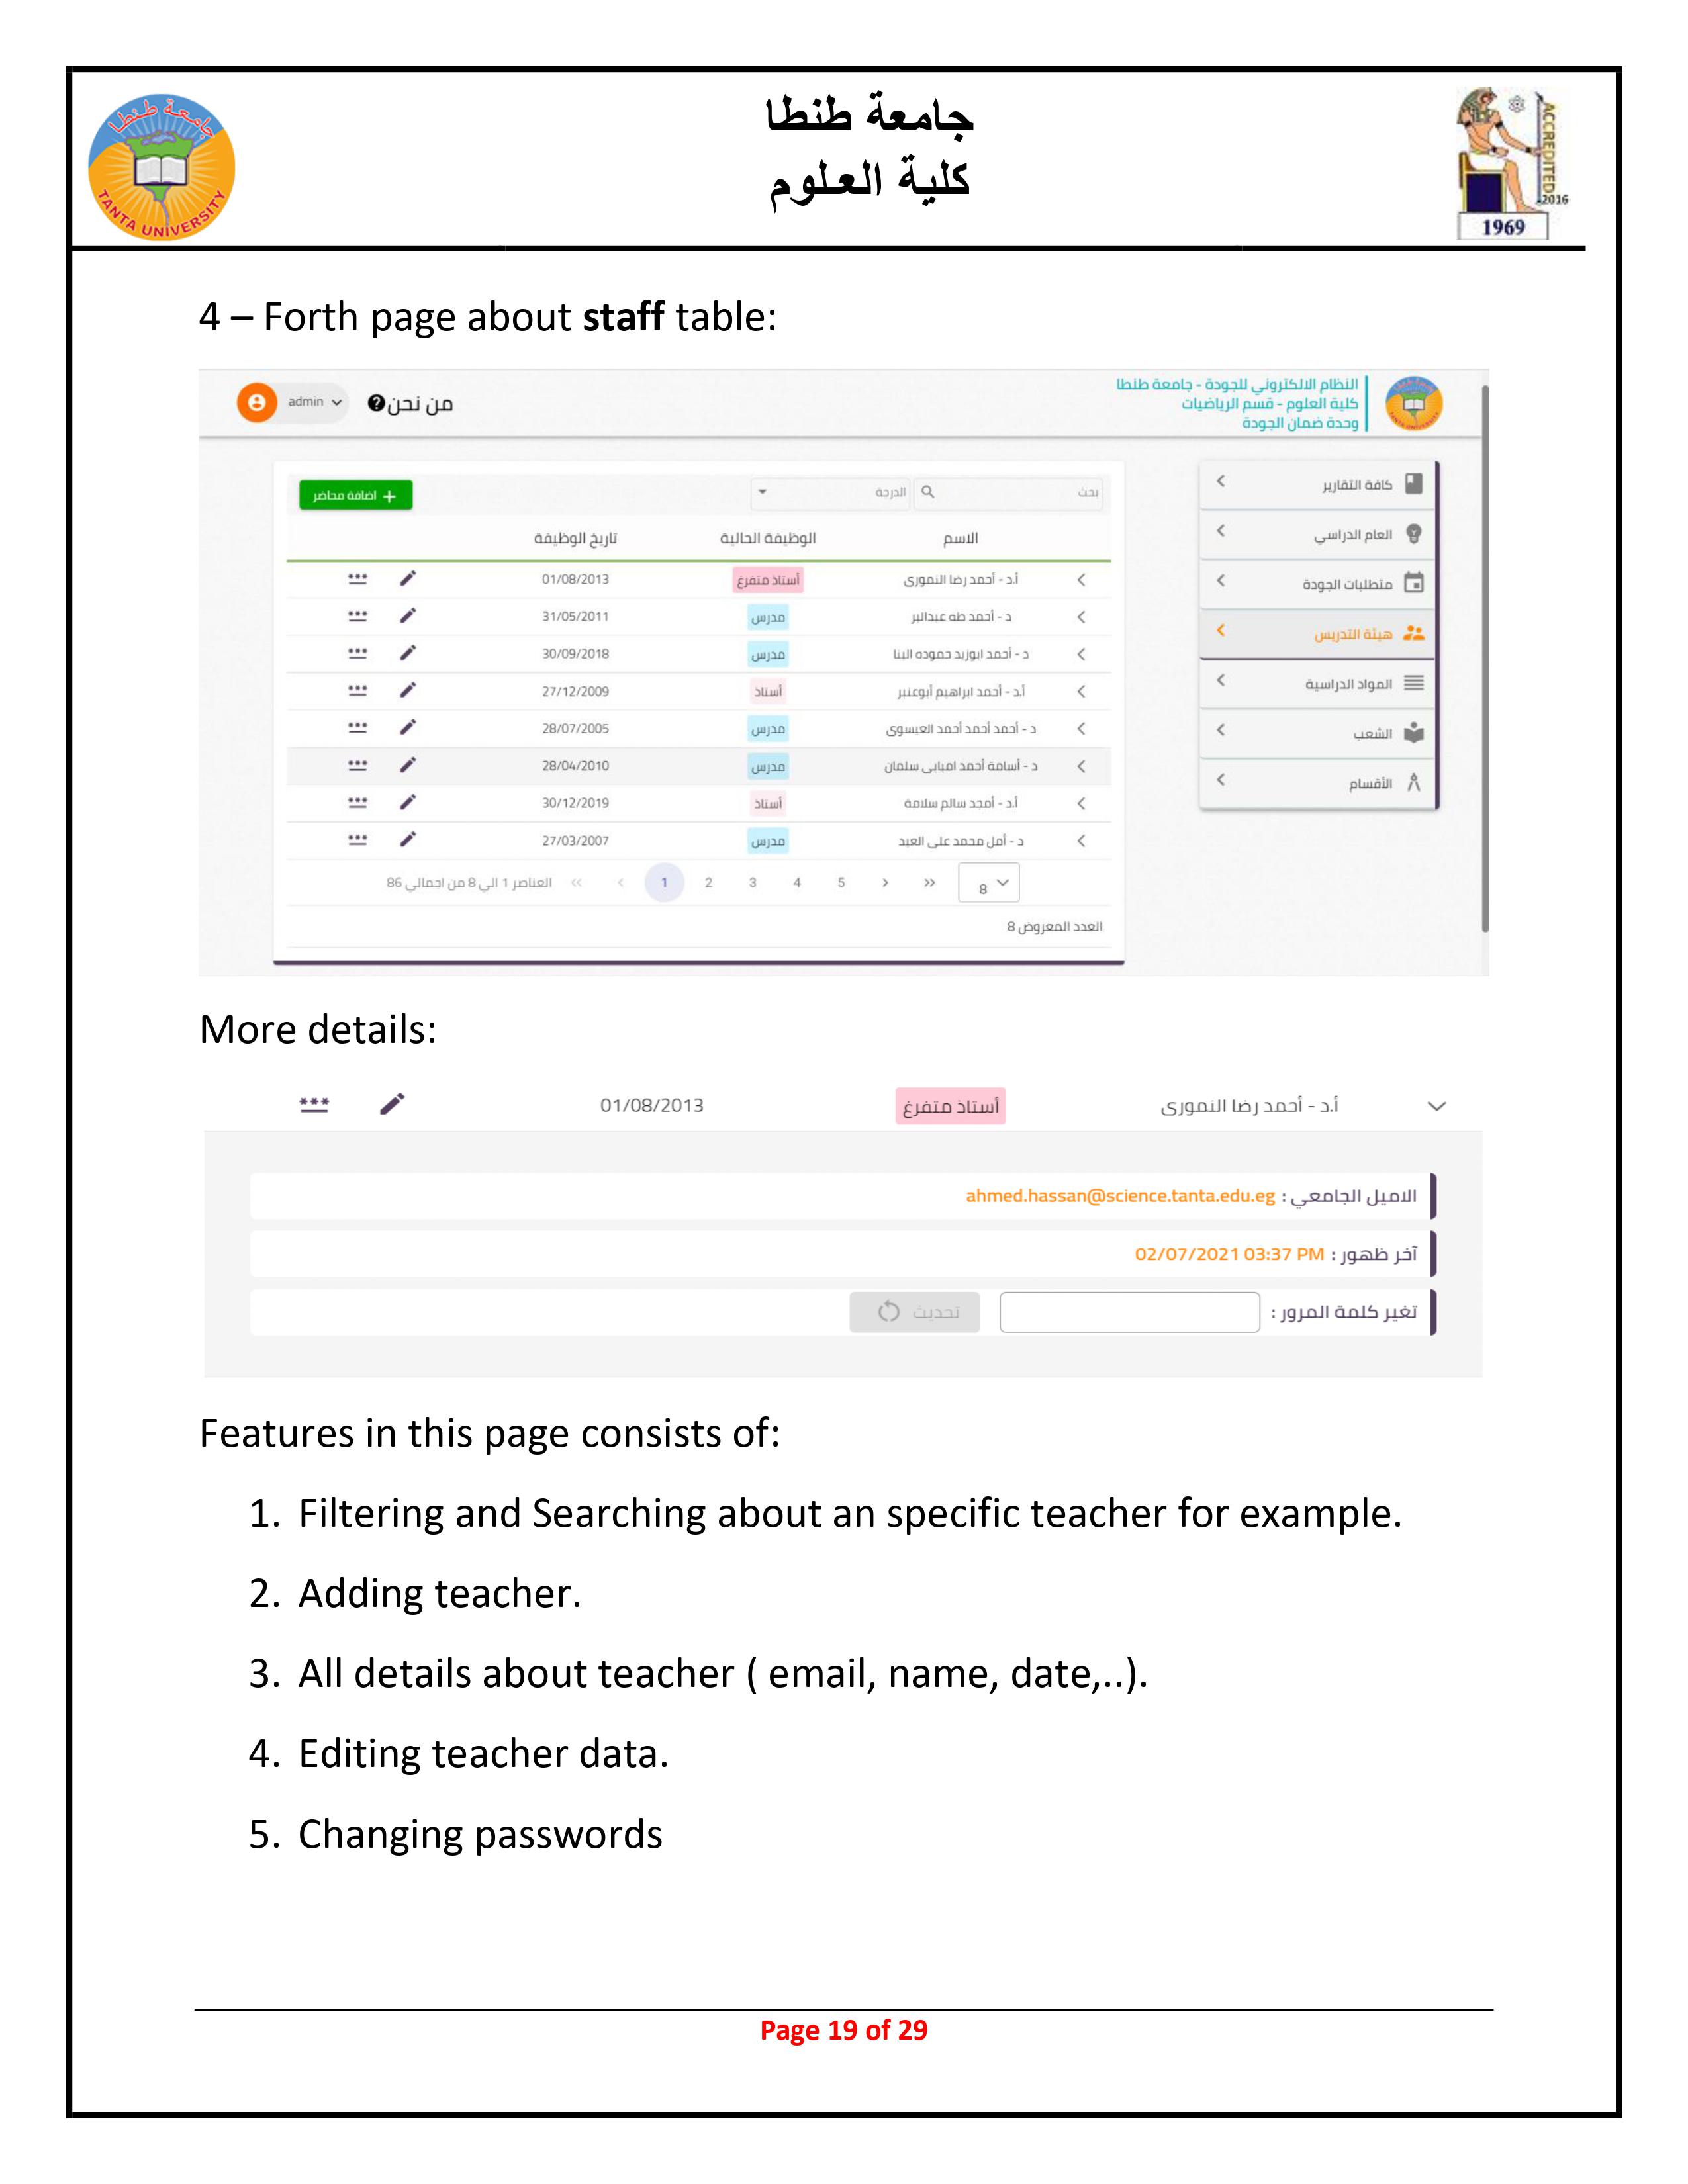 جامعة طنطا
TANTA UNIVERSITY
جامعة طنطا
كلية العلوم
ACCREDITED
2016
1969
4 – Forth page about staff table:
النظام الالكتروني للجودة - جامعة طنطا
كلية العلوم - قسم الرياضيات
وحدة ضمان الجودة
من نحن
admin
كافة التقارير
العام الدراسي
متطلبات الجودة
هيئة التدريس
المواد الدراسية
الشعب
الأقسام
بحث الدرجة + اضافة محاضر
الاسم الوظيفة الحالية تاريخ الوظيفة
أ.د - أحمد رضا النمورى أستاذ متفرغ 01/08/2013
د - أحمد طه عبدالبر مدرس 31/05/2011
د - أحمد ابوزيد حموده البنا مدرس 30/09/2018
أ.د - أحمد ابراهيم أبوعنبر أستاذ 27/12/2009
د - أحمد أحمد أحمد العيسوى مدرس 28/07/2005
د - أسامة أحمد امبابى سلمان مدرس 28/04/2010
أ.د - أمجد سالم سلامة أستاذ 30/12/2019
د - أمل محمد على العبد مدرس 27/03/2007
العناصر 1 الي 8 من اجمالي 86 « ‹ 1 2 3 4 5 › » 8
العدد المعروض 8
More details:
أ.د - أحمد رضا النمورى أستاذ متفرغ 01/08/2013
الاميل الجامعي : ahmed.hassan@science.tanta.edu.eg
آخر ظهور : 02/07/2021 03:37 PM
تغير كلمة المرور : تحديث
Features in this page consists of:
1. Filtering and Searching about an specific teacher for example.
2. Adding teacher.
3. All details about teacher ( email, name, date,..).
4. Editing teacher data.
5. Changing passwords
Page 19 of 29